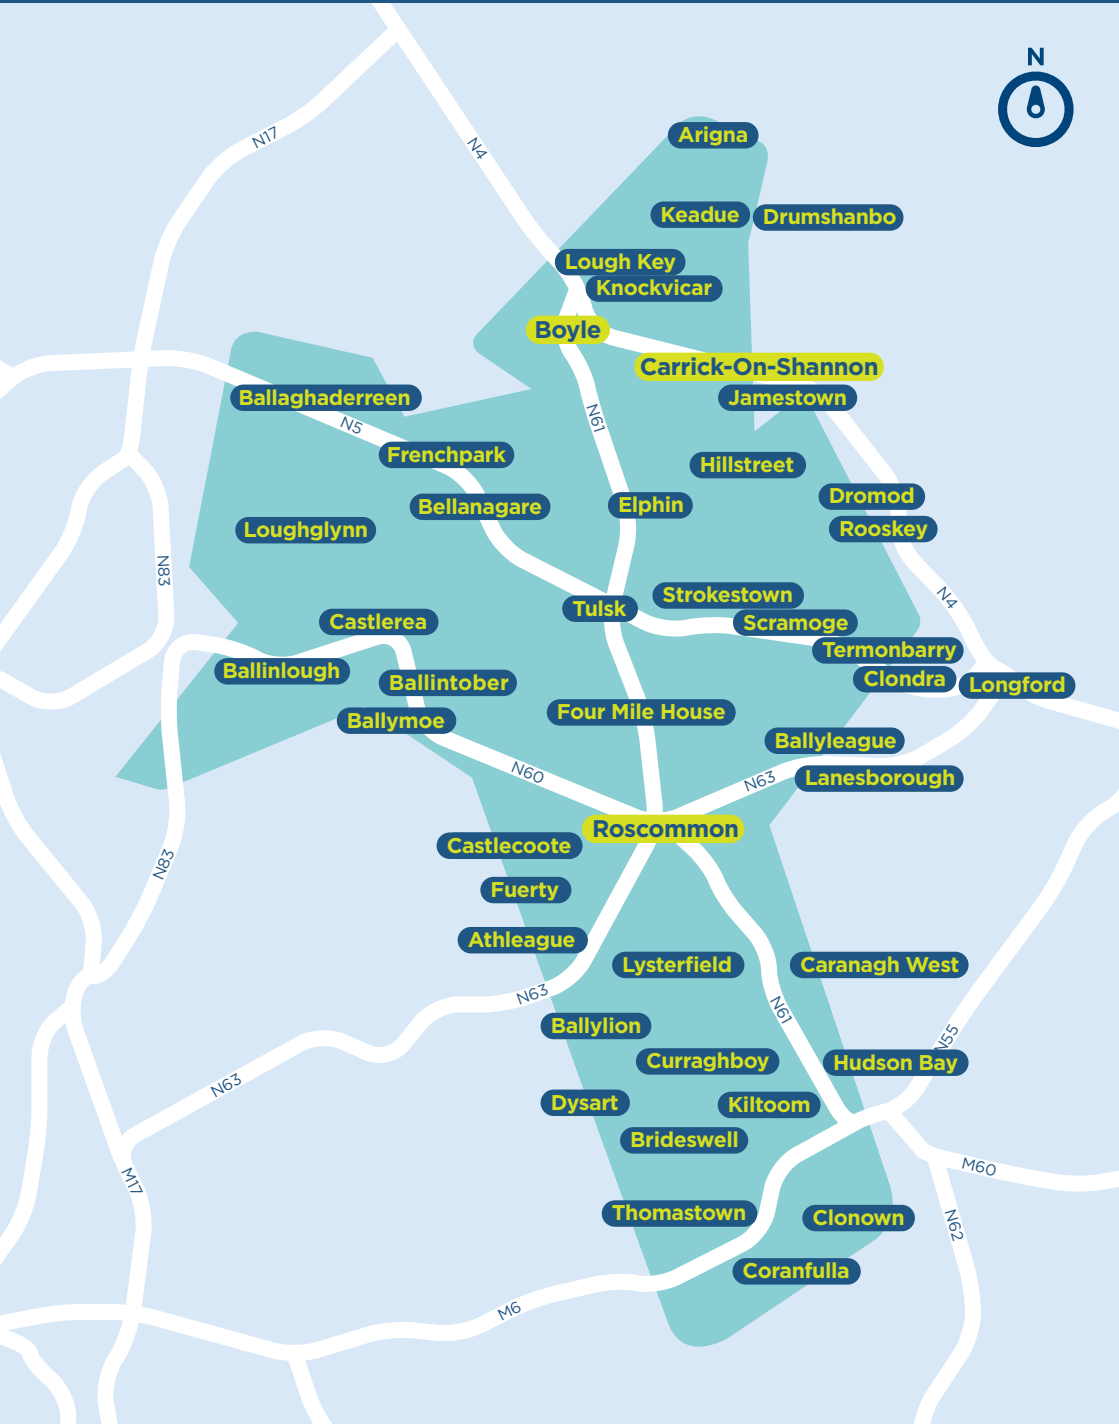 N
N17
N4
Arigna
Keadue
Drumshanbo
Lough Key
Knockvicar
Boyle
Carrick-On-Shannon
Ballaghaderreen
Jamestown
N5
N61
Frenchpark
Hillstreet
Bellanagare
Elphin
Dromod
Loughglynn
Rooskey
N83
N4
Strokestown
Tulsk
Castlerea
Scramoge
Termonbarry
Ballinlough
Ballintober
Clondra
Longford
Ballymoe
Four Mile House
Ballyleague
N60
N63
Lanesborough
Roscommon
Castlecoote
N83
Fuerty
Athleague
Lysterfield
Caranagh West
N63
N61
Ballylion
N55
Curraghboy
Hudson Bay
N63
Dysart
Kiltoom
Brideswell
M60
M17
Thomastown
Clonown
N62
Coranfulla
M6